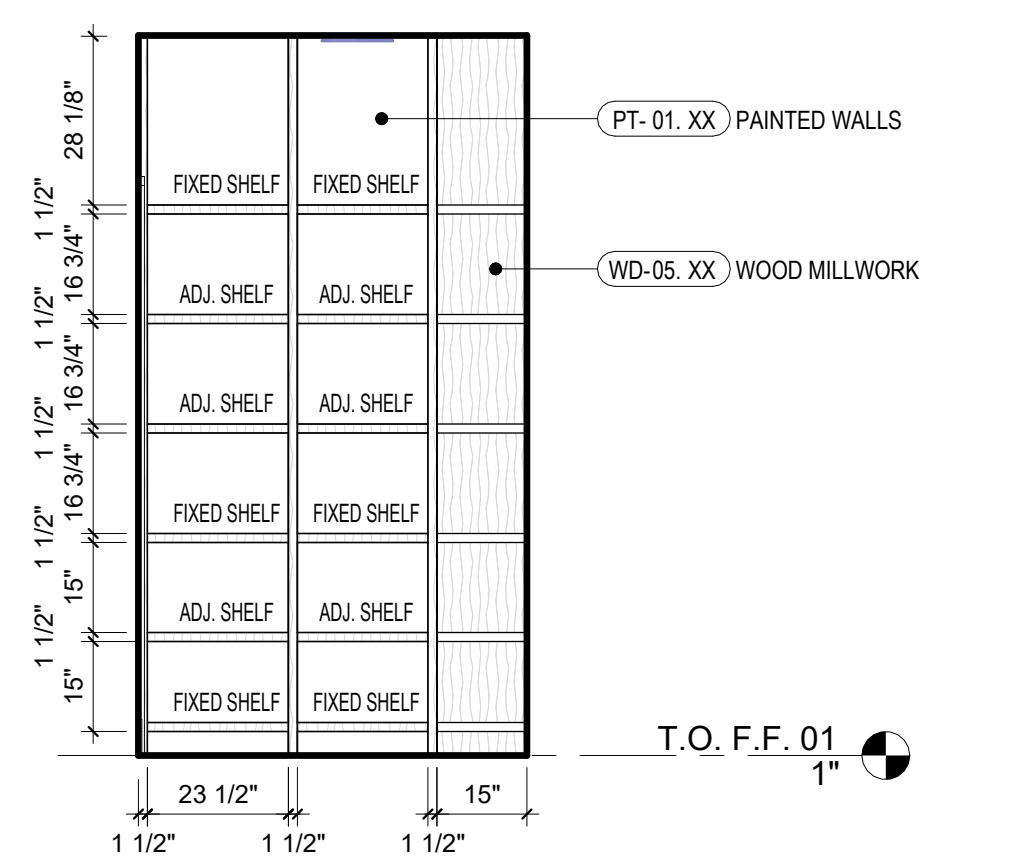 28 1/8"
PT- 01. XX PAINTED WALLS
FIXED SHELF FIXED SHELF
1 1/2"
16 3/4"
WD-05. XX WOOD MILLWORK
ADJ. SHELF ADJ. SHELF
1 1/2"
16 3/4"
ADJ. SHELF ADJ. SHELF
1 1/2"
16 3/4"
FIXED SHELF FIXED SHELF
1 1/2"
15"
ADJ. SHELF ADJ. SHELF
1 1/2"
15"
FIXED SHELF FIXED SHELF
T.O. F.F. 01
1"
23 1/2" 15"
1 1/2" 1 1/2" 1 1/2"